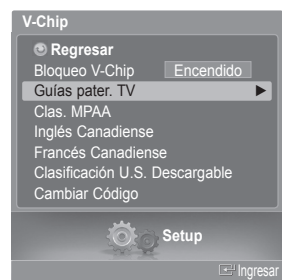 V-Chip
Regresar
Bloqueo V-Chip Encendido
Guías pater. TV
Clas. MPAA
Inglés Canadiense
Francés Canadiense
Clasificación U.S. Descargable
Cambiar Código
Setup
Ingresar